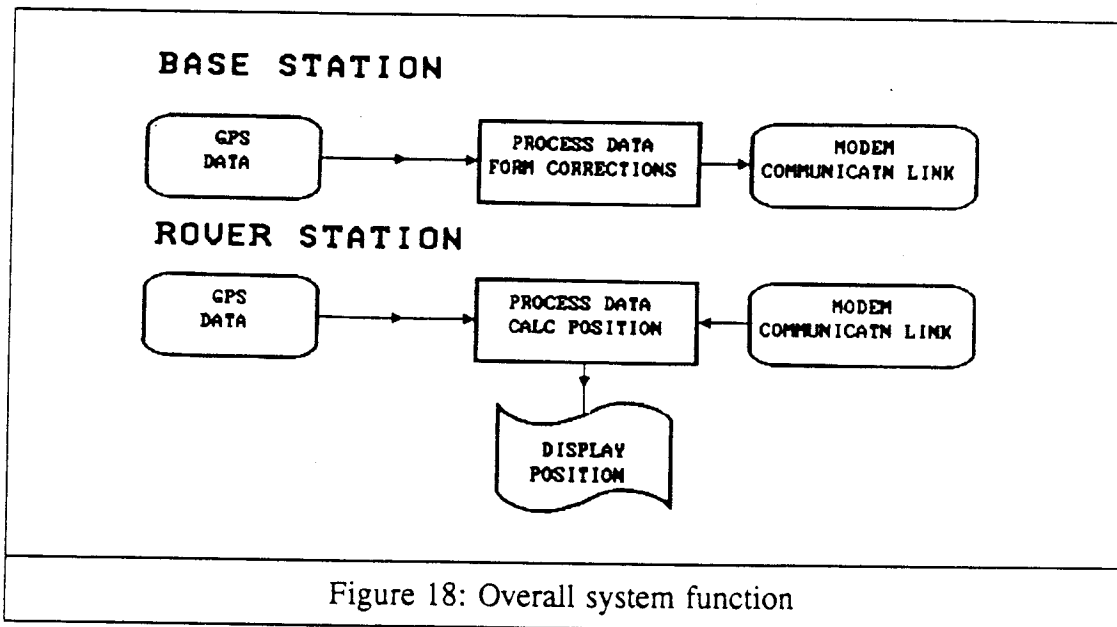 BASE STATION
GPS
DATA
PROCESS DATA
FORM CORRECTIONS
MODEM
COMMUNICATN LINK
ROVER STATION
GPS
DATA
PROCESS DATA
CALC POSITION
MODEM
COMMUNICATN LINK
DISPLAY
POSITION
Figure 18: Overall system function